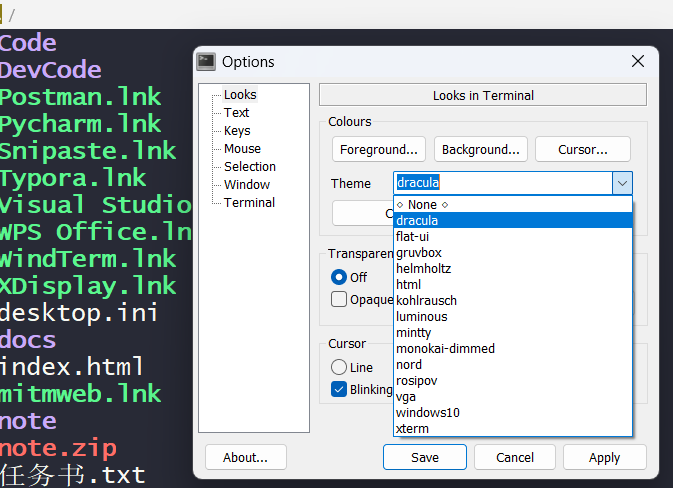 /
Code
DevCode
Postman.lnk
Pycharm.lnk
Snipaste.lnk
Typora.lnk
Visual Studio
WPS Office.ln
WindTerm.lnk
XDisplay.lnk
desktop.ini
docs
index.html
mitmweb.lnk
note
note.zip
任务书.txt
Options
Looks
Text
Keys
Mouse
Selection
Window
Terminal
Looks in Terminal
Colours
Foreground...
Background...
Cursor...
Theme
dracula
◇ None ◇
dracula
flat-ui
gruvbox
helmholtz
html
kohlrausch
luminous
mintty
monokai-dimmed
nord
rosipov
vga
windows10
xterm
C
Transparen
Off
Opaque
Cursor
Line
Blinking
About...
Save
Cancel
Apply